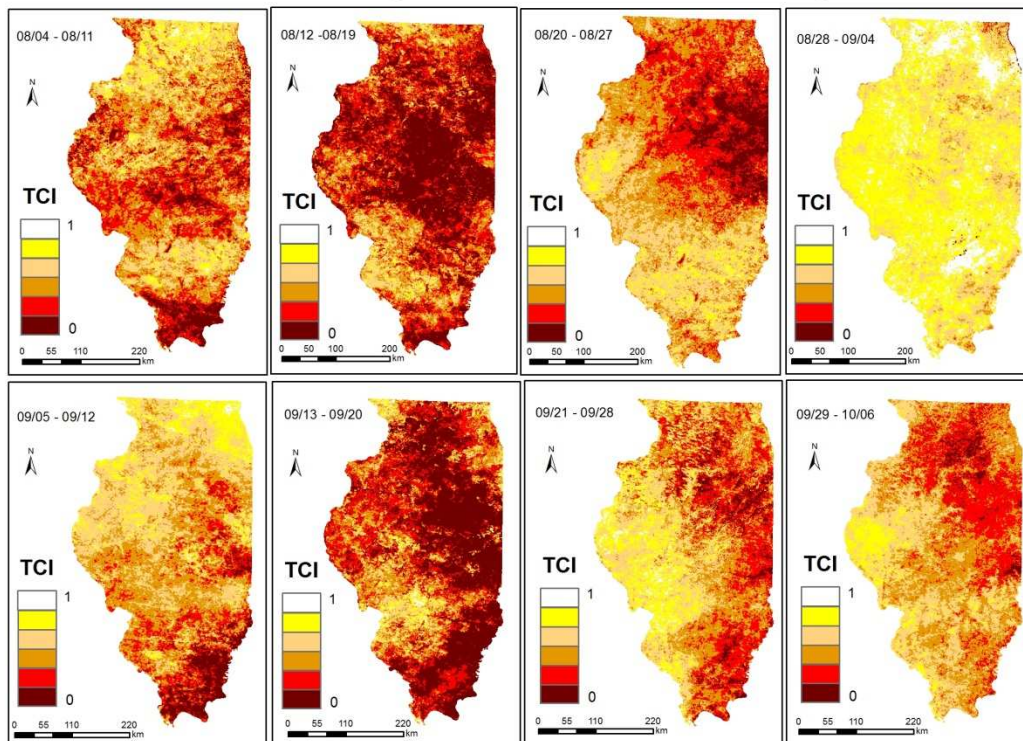 08/04 - 08/11
N
TCI
1
0
0 55 110 220
km
08/12 -08/19
N
TCI
1
0
0 50 100 200
km
08/20 - 08/27
N
TCI
1
0
0 50 100 200
km
08/28 - 09/04
N
TCI
1
0
0 50 100 200
km
09/05 - 09/12
N
TCI
1
0
0 55 110 220
km
09/13 - 09/20
N
TCI
1
0
0 55 110 220
km
09/21 - 09/28
N
TCI
1
0
0 55 110 220
km
09/29 - 10/06
N
TCI
1
0
0 55 110 220
km